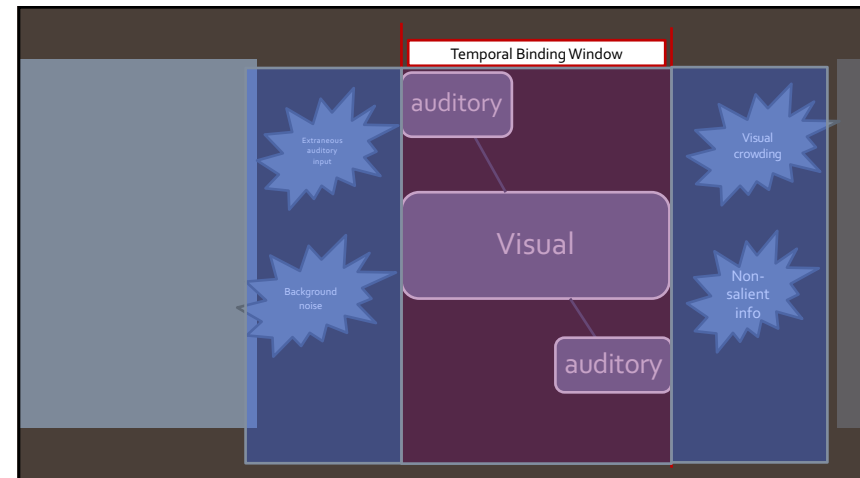 Temporal Binding Window
auditory
Extraneous
auditory
input
Visual
crowding
Visual
Background
noise
Non-
salient
info
auditory